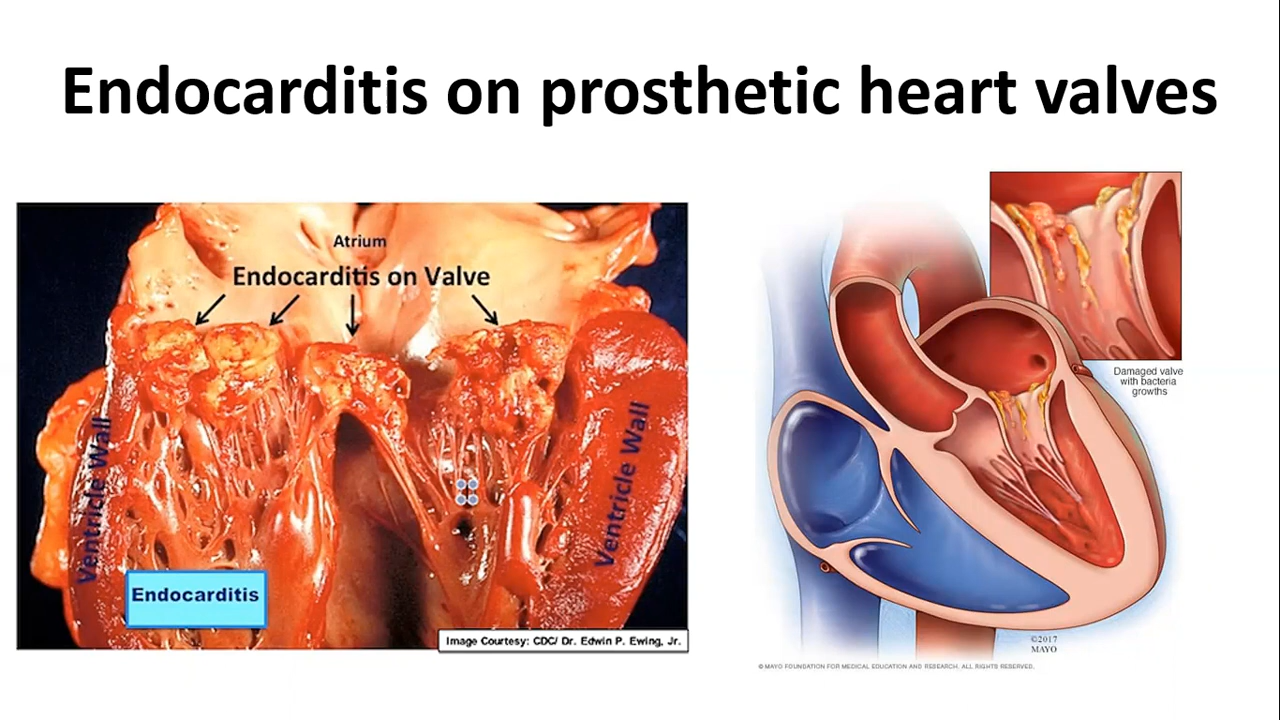 Endocarditis on prosthetic heart valves
Atrium
Endocarditis on Valve
Ventricle Wall
Ventricle Wall
Endocarditis
Image Courtesy: CDC/ Dr. Edwin P. Ewing, Jr.
Damaged valve
with bacteria
growths
©2017
MAYO
© MAYO FOUNDATION FOR MEDICAL EDUCATION AND RESEARCH. ALL RIGHTS RESERVED.